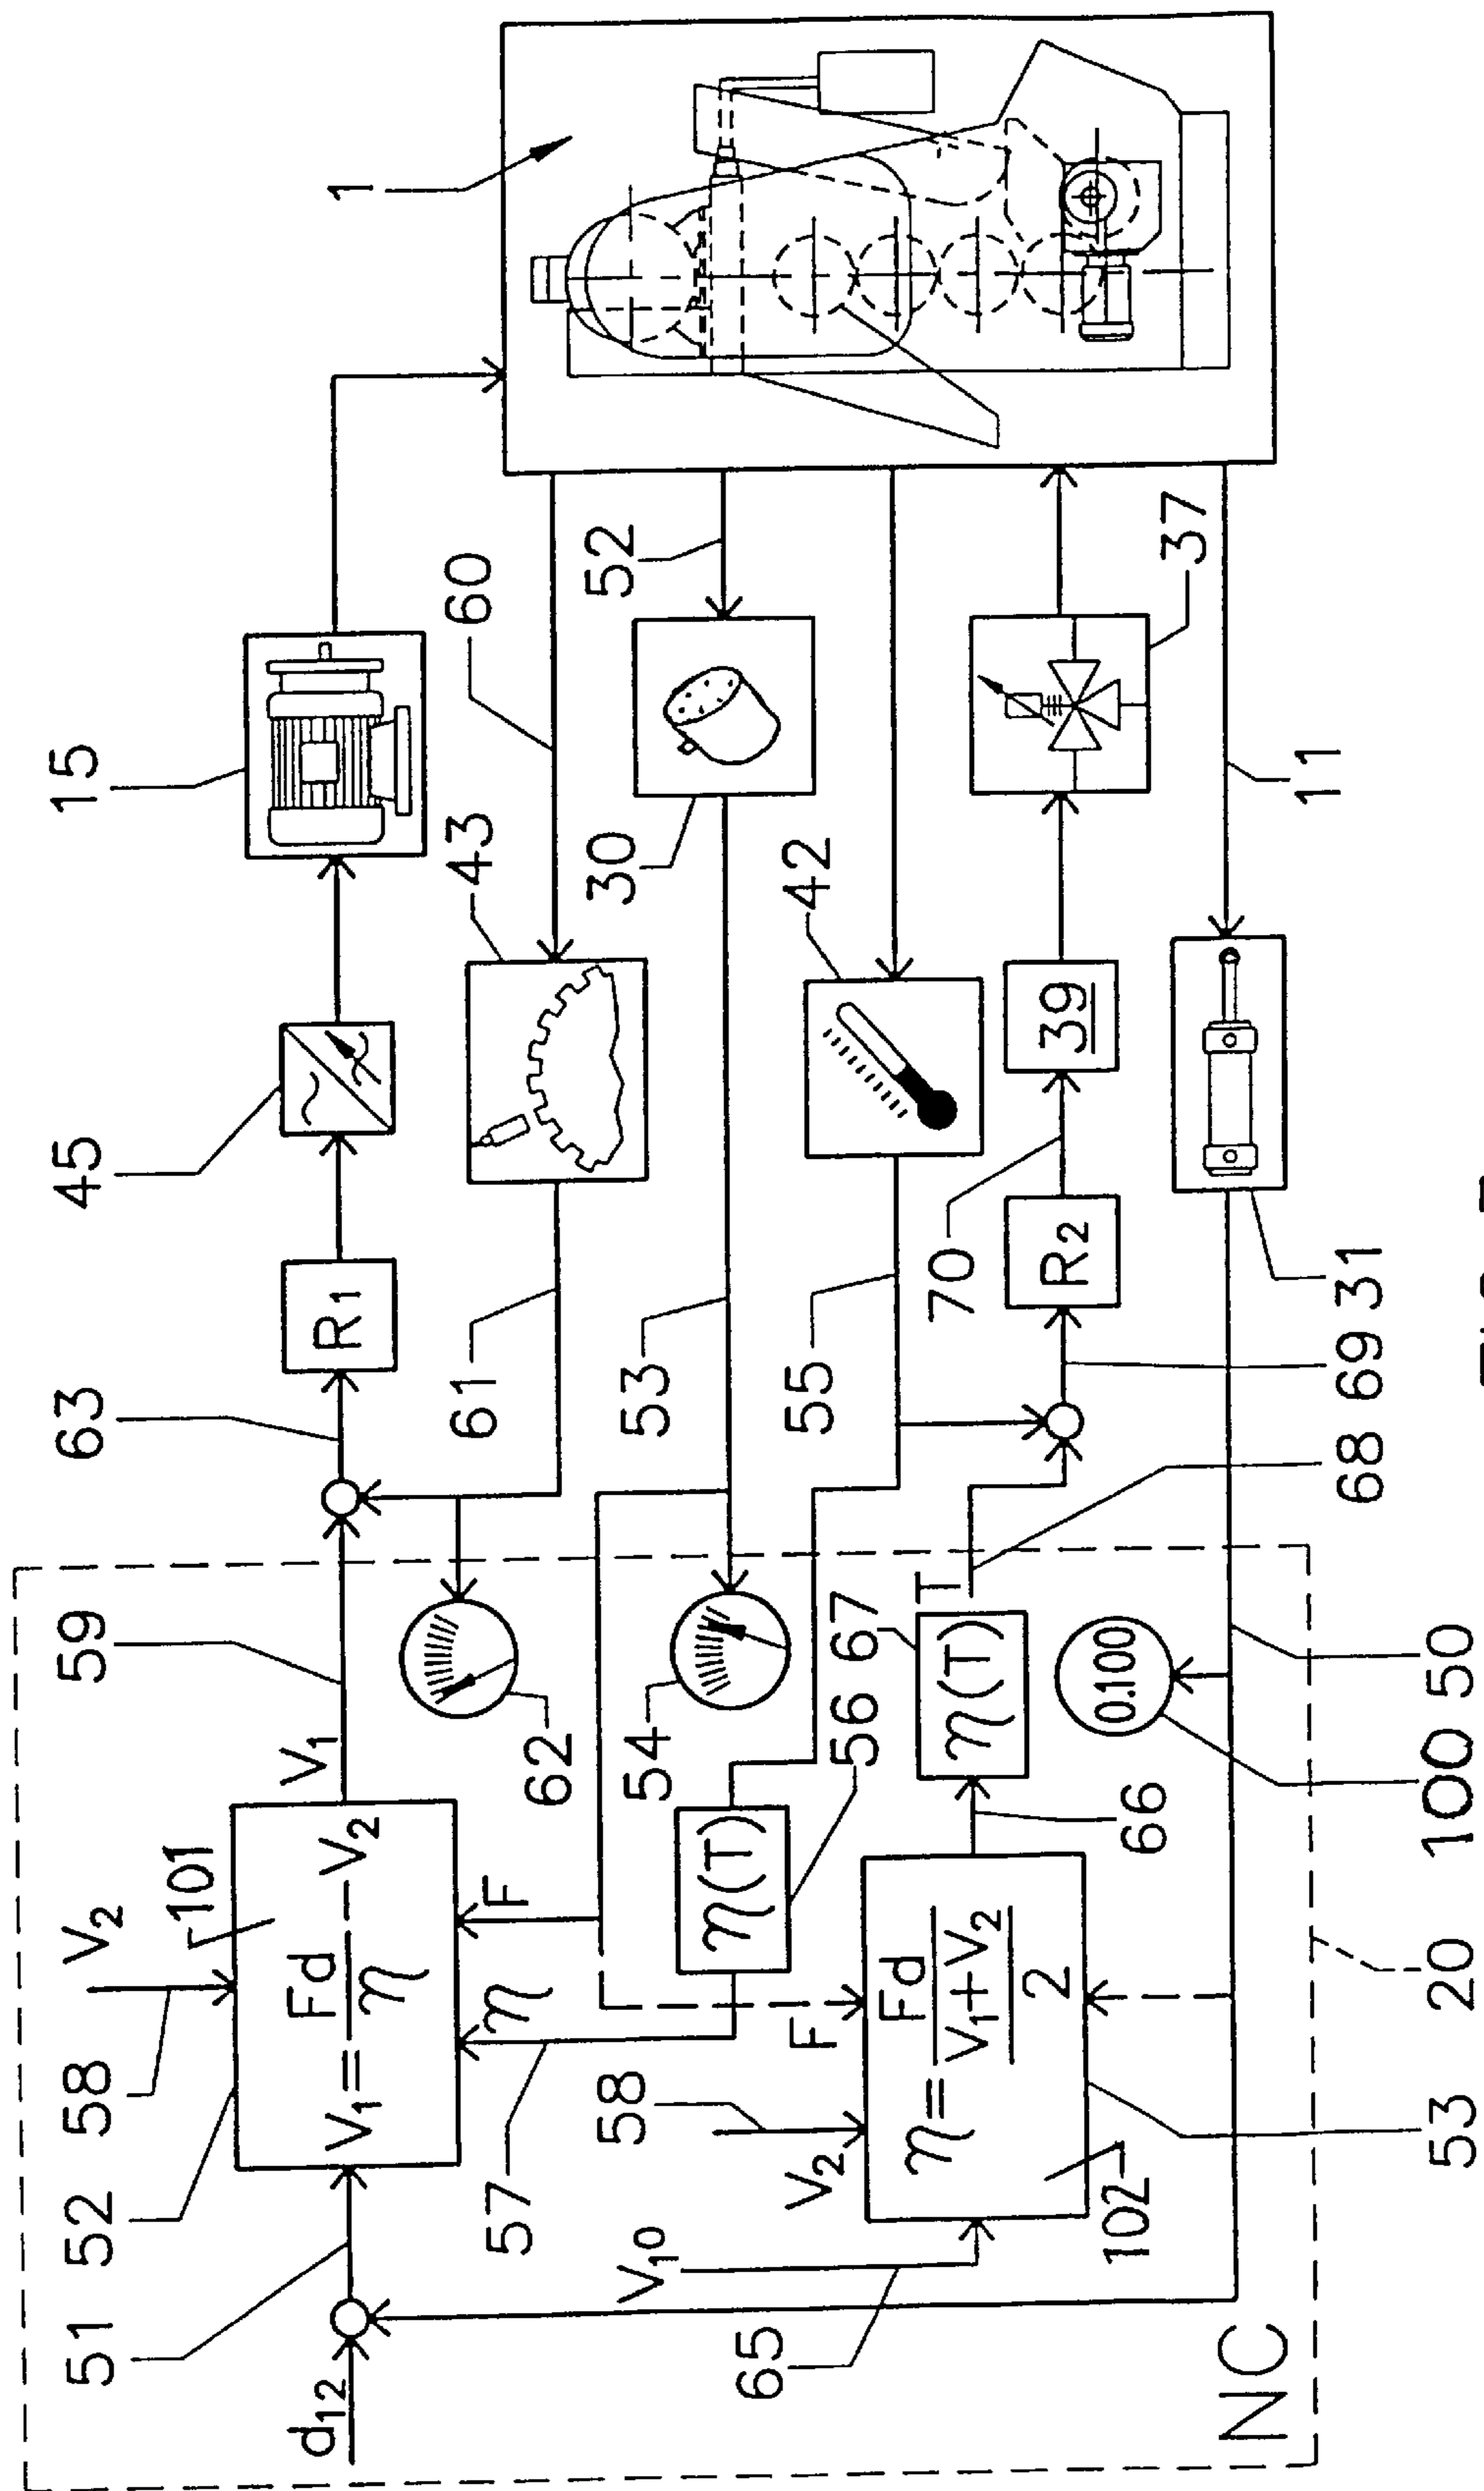 1
15
45
R1
63
59
V1
V2
101
58
52
51
d12
V1 = Fd/η - V2
60
43
61
62
F
η
57
52
30
53
54
42
55
η(T)
56
37
39
70
R2
69
68
T
67
η(T)
66
F
58
V2
V10
65
η = Fd/((V1+V2)/2)
102
11
31
50
0.100
100
20
53
NC